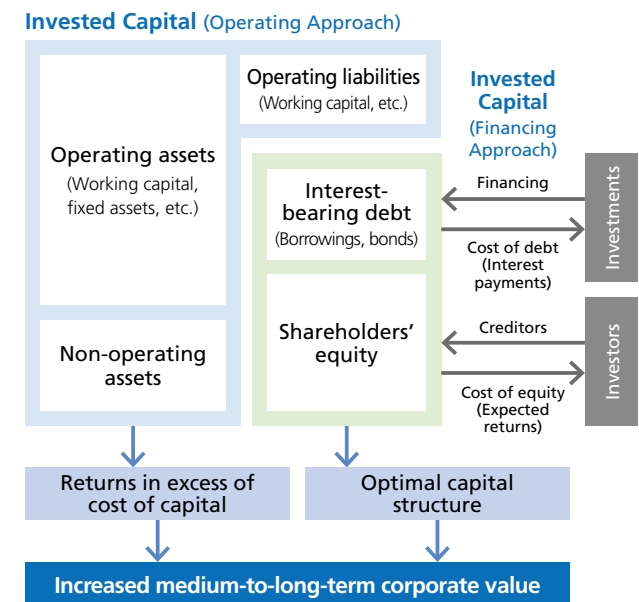 Invested Capital (Operating Approach)
Operating assets
(Working capital,
fixed assets, etc.)
Non-operating
assets
Operating liabilities
(Working capital, etc.)
Invested
Capital
(Financing
Approach)
Interest-
bearing debt
(Borrowings, bonds)
Shareholders’
equity
Financing
Cost of debt
(Interest
payments)
Investments
Creditors
Cost of equity
(Expected
returns)
Investors
Returns in excess of
cost of capital
Optimal capital
structure
Increased medium-to-long-term corporate value